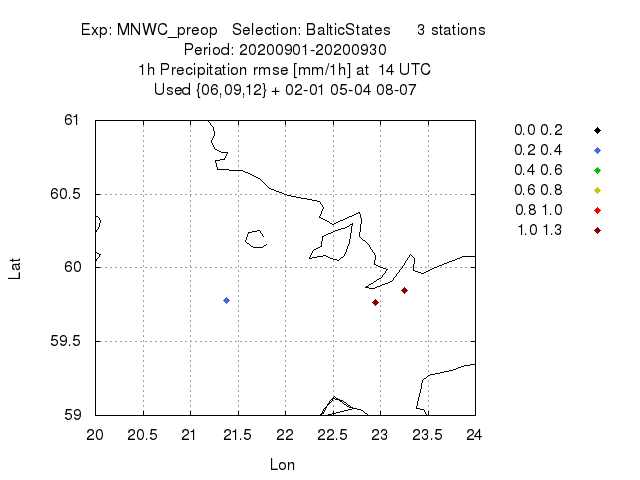 Exp: MNWC_preop Selection: BalticStates 3 stations
Period: 20200901-20200930
1h Precipitation rmse [mm/1h] at 14 UTC
Used {06,09,12} + 02-01 05-04 08-07
61
60.5
60
59.5
59
Lat
20 20.5 21 21.5 22 22.5 23 23.5 24
Lon
0.0 0.2
0.2 0.4
0.4 0.6
0.6 0.8
0.8 1.0
1.0 1.3